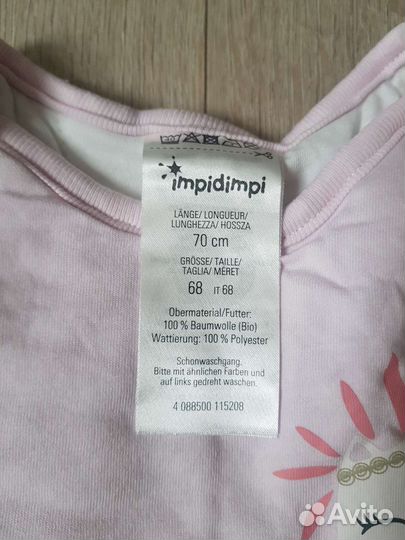 impidimpi
LÄNGE/ LONGUEUR/
LUNGHEZZA/ HOSSZA
70 cm
GRÖSSE/ TAILLE/
TAGLIA/ MÉRET
68 IT 68
Obermaterial/Futter:
100 % Baumwolle (Bio)
Wattierung: 100 % Polyester
Schonwaschgang.
Bitte mit ähnlichen Farben und
auf links gedreht waschen.
4 088500 115208
Avito